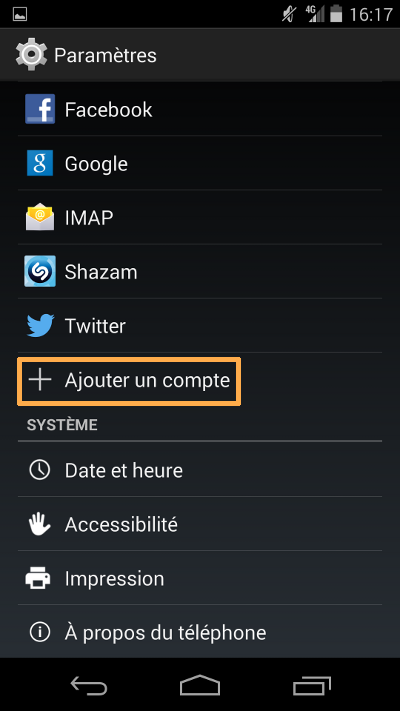 4G 16:17
Paramètres
Facebook
Google
IMAP
Shazam
Twitter
Ajouter un compte
SYSTÈME
Date et heure
Accessibilité
Impression
À propos du téléphone